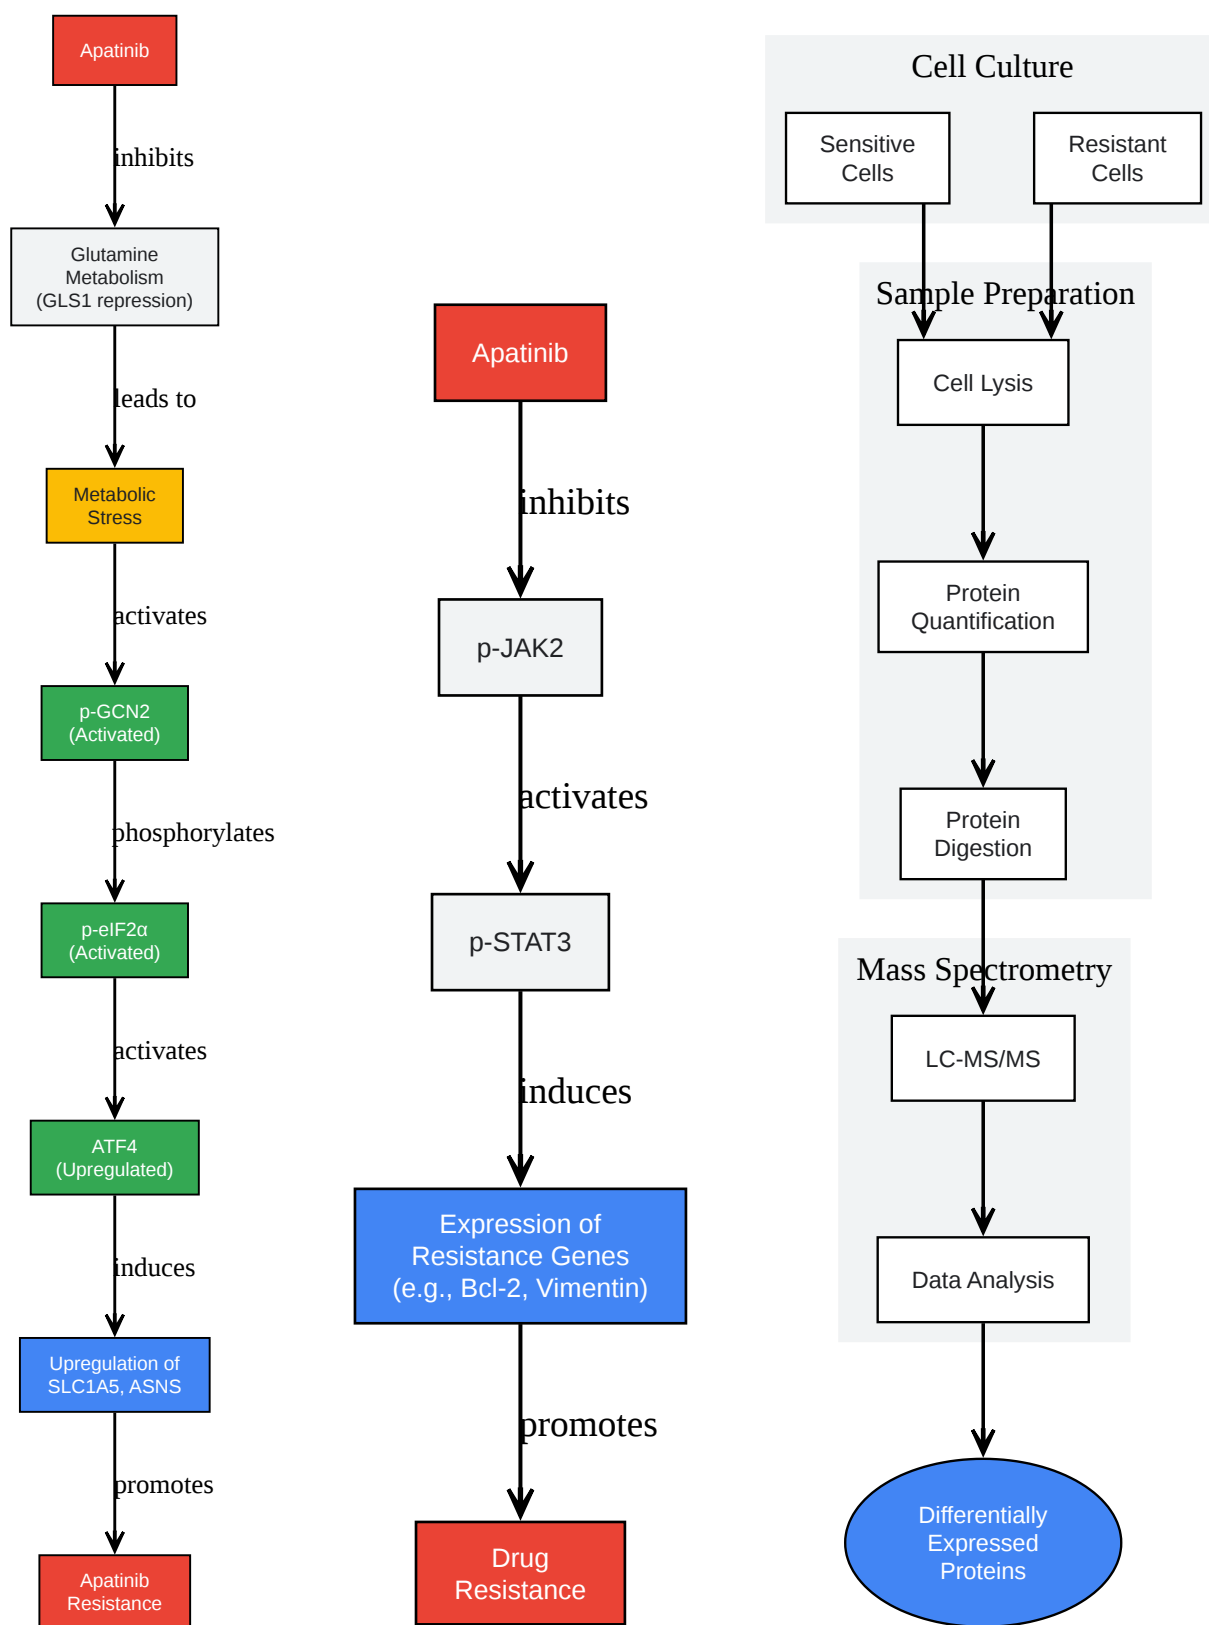 Apatinib
inhibits
Glutamine
Metabolism
(GLS1 repression)
leads to
Metabolic
Stress
activates
p-GCN2
(Activated)
phosphorylates
p-eIF2α
(Activated)
activates
ATF4
(Upregulated)
induces
Upregulation of
SLC1A5, ASNS
promotes
Apatinib
Resistance
Apatinib
inhibits
p-JAK2
activates
p-STAT3
induces
Expression of
Resistance Genes
(e.g., Bcl-2, Vimentin)
promotes
Drug
Resistance
Cell Culture
Sensitive
Cells
Resistant
Cells
Sample Preparation
Cell Lysis
Protein
Quantification
Protein
Digestion
Mass Spectrometry
LC-MS/MS
Data Analysis
Differentially
Expressed
Proteins